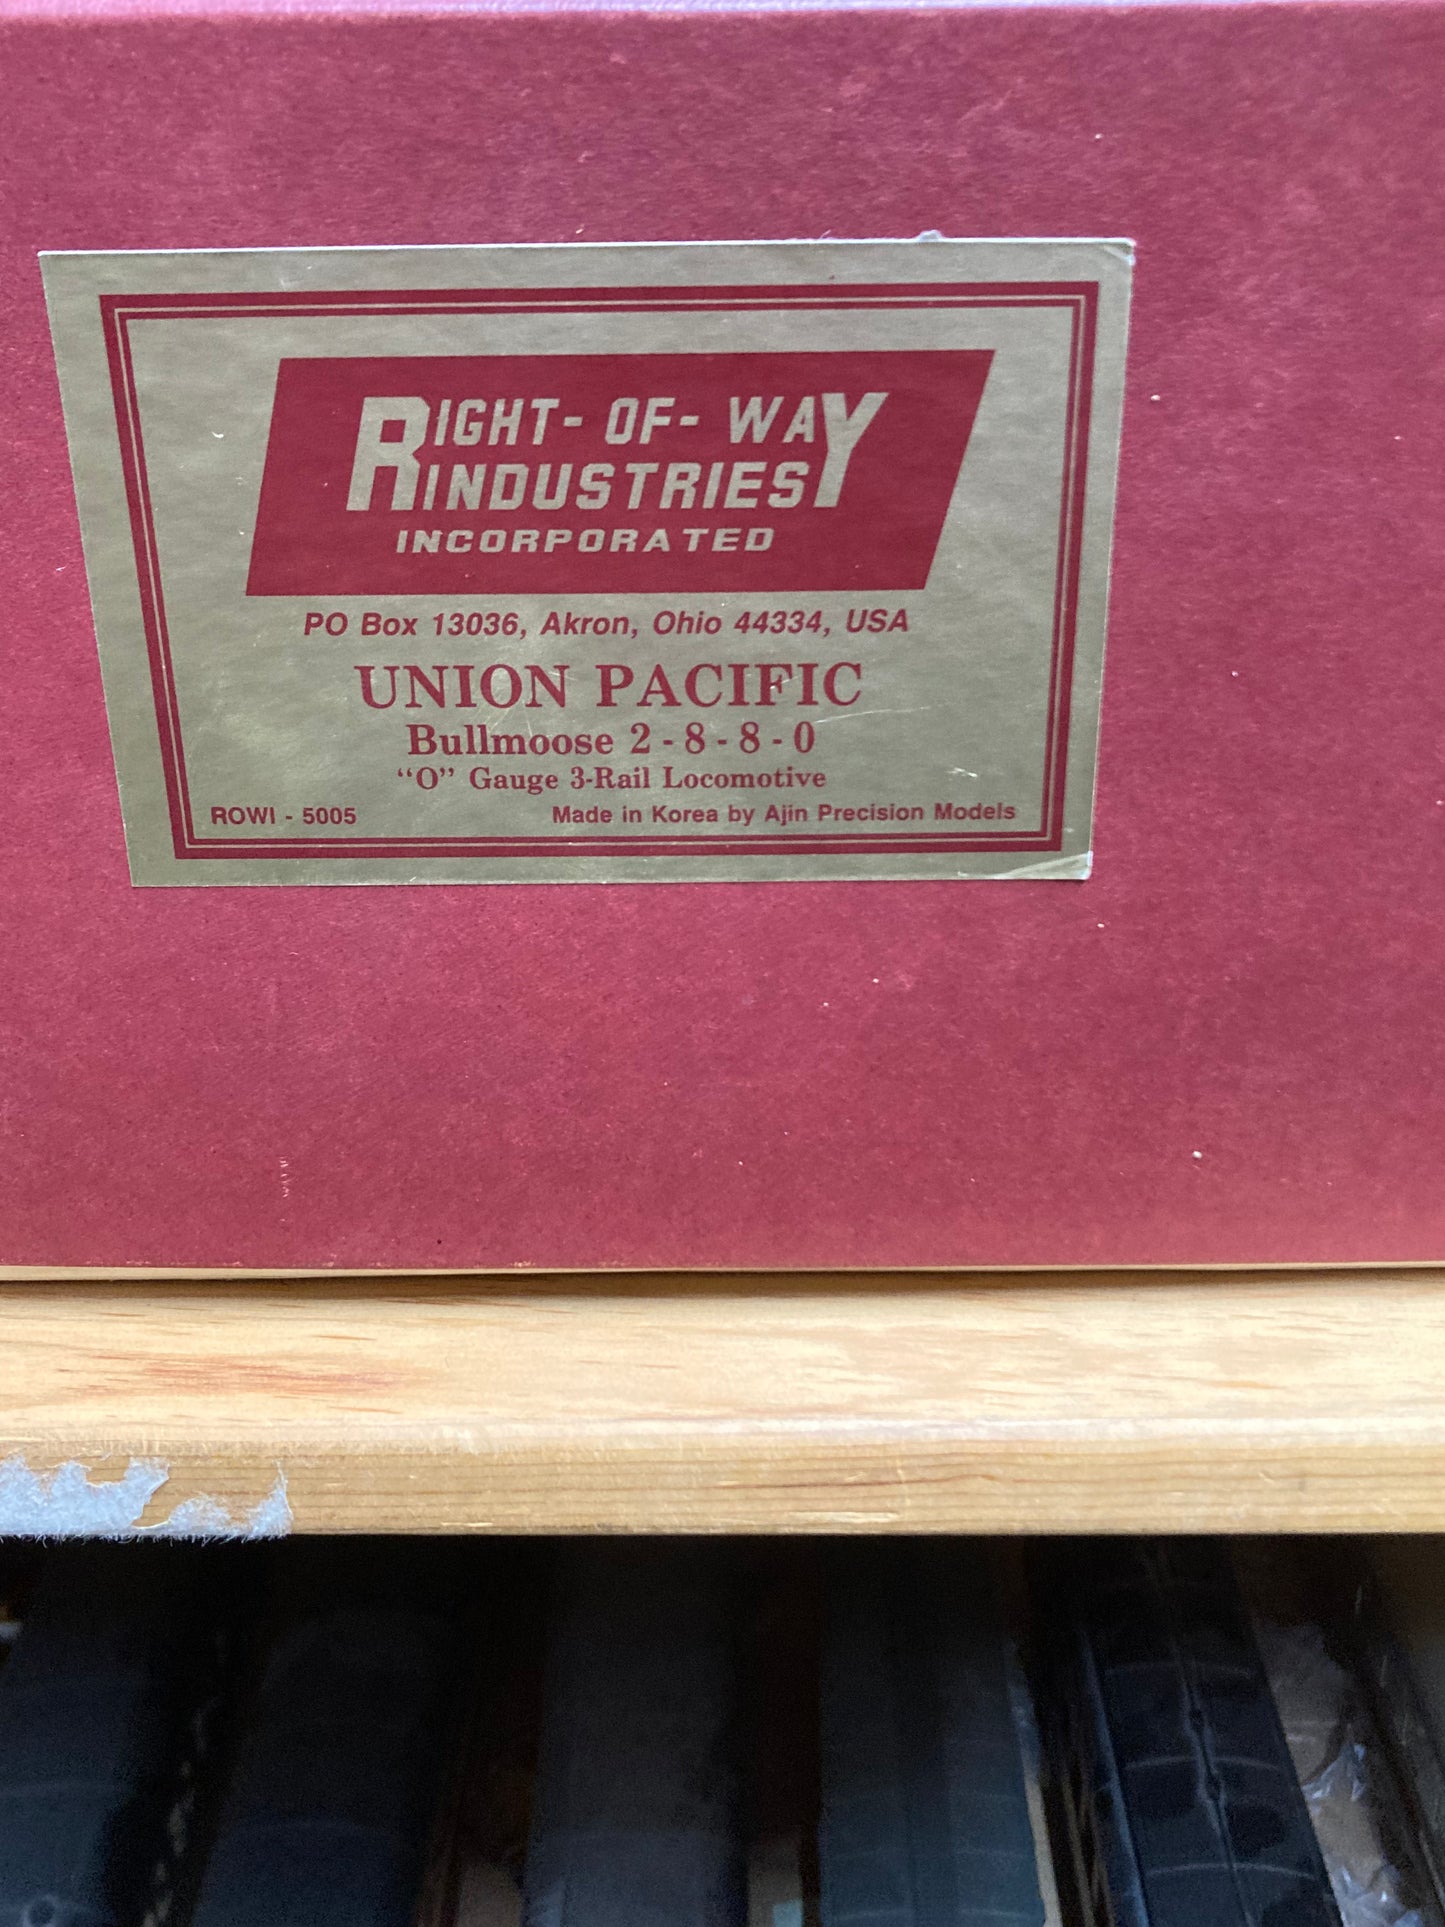 RIGHT-OF-WAY
INDUSTRIES
INCORPORATED
PO Box 13036, Akron, Ohio 44334, USA
UNION PACIFIC
Bullmoose 2-8-8-0
“O” Gauge 3-Rail Locomotive
ROWI - 5005 Made in Korea by Ajin Precision Models